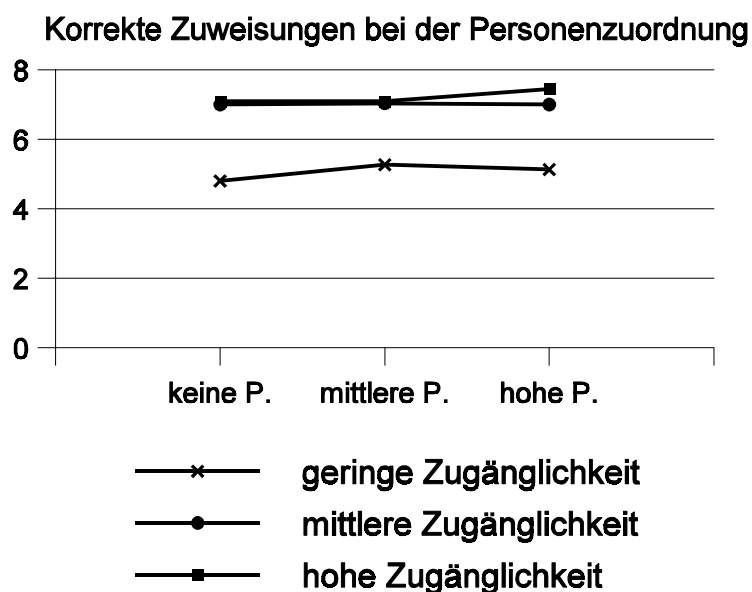 Korrekte Zuweisungen bei der Personenzuordnung
8
6
4
2
0
keine P. mittlere P. hohe P.
geringe Zugänglichkeit
mittlere Zugänglichkeit
hohe Zugänglichkeit